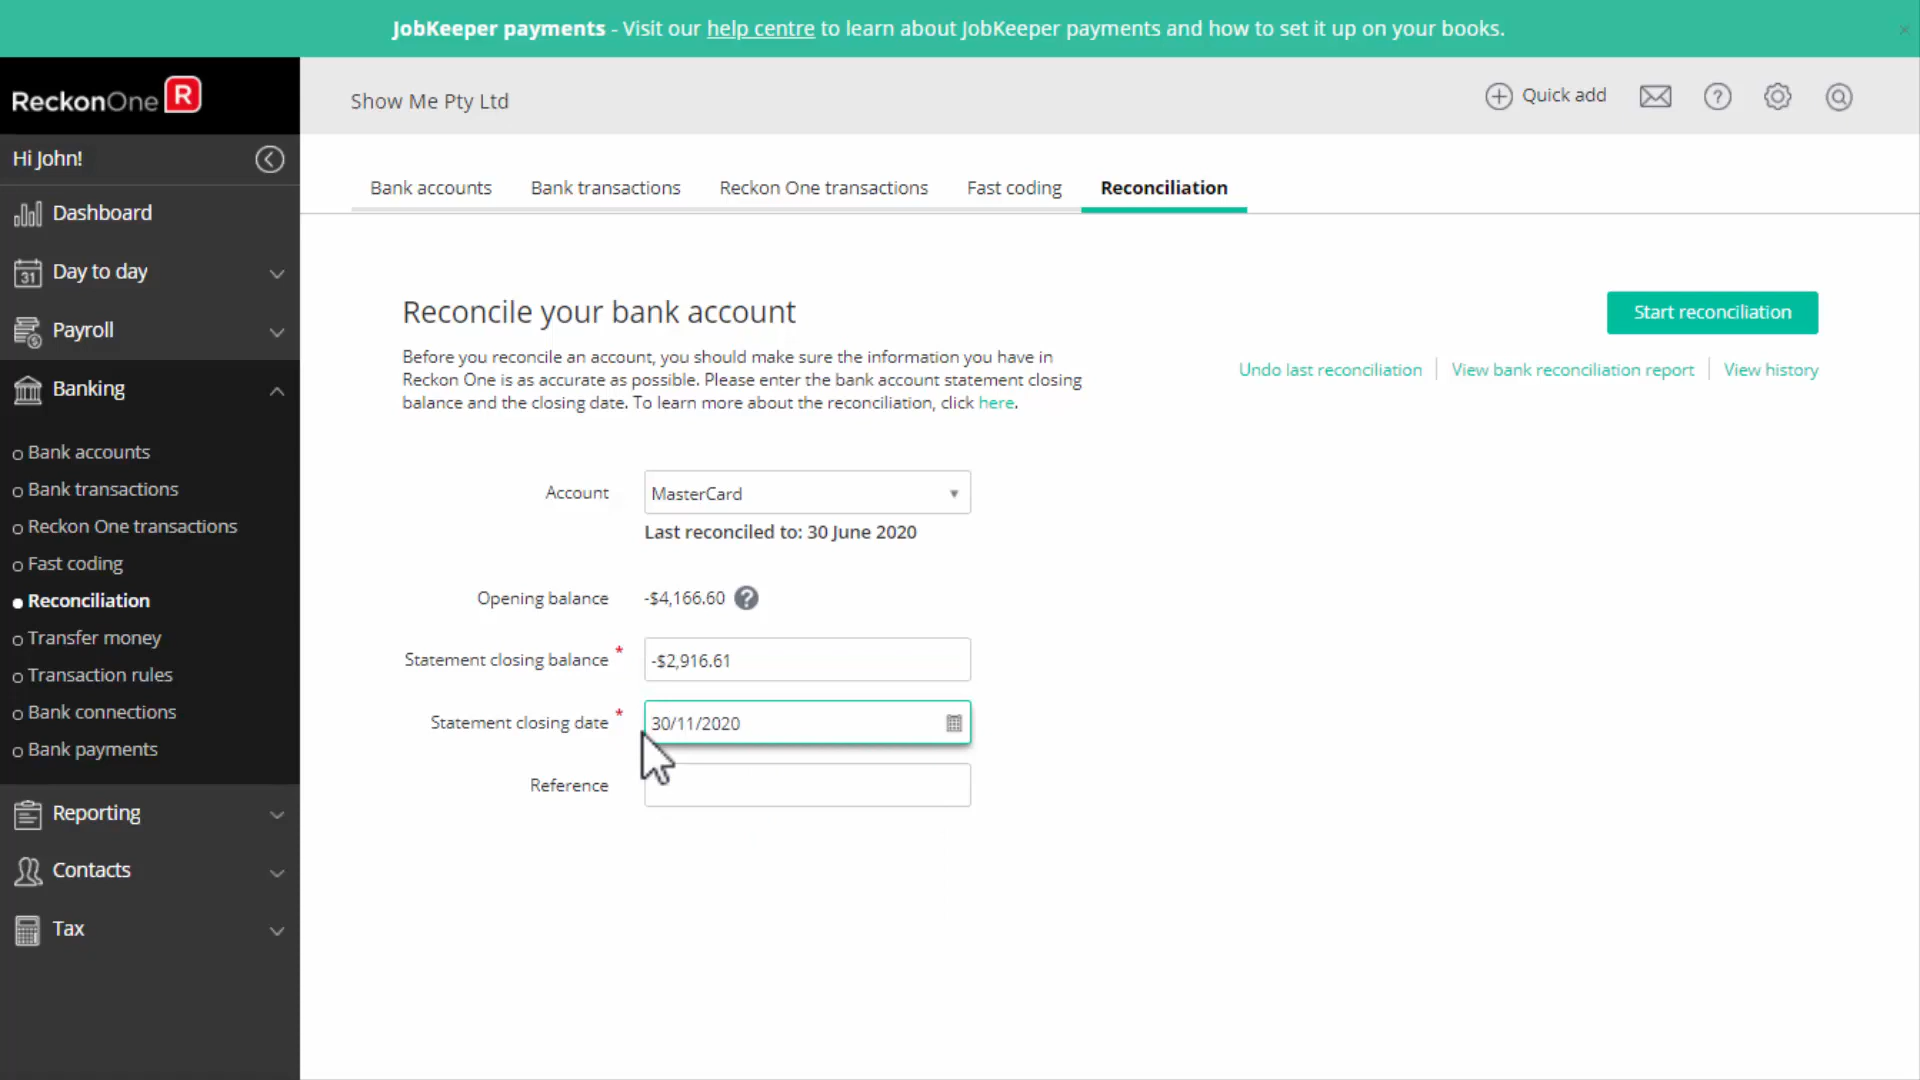 JobKeeper payments - Visit our help centre to learn about JobKeeper payments and how to set it up on your books.
×
ReckonOne R
Show Me Pty Ltd
Quick add
Hi John!
Bank accounts
Bank transactions
Reckon One transactions
Fast coding
Reconciliation
Dashboard
31 Day to day
Payroll
Banking
Bank accounts
Bank transactions
Reckon One transactions
Fast coding
Reconciliation
Transfer money
Transaction rules
Bank connections
Bank payments
Reporting
Contacts
Tax
Reconcile your bank account
Start reconciliation
Before you reconcile an account, you should make sure the information you have in
Reckon One is as accurate as possible. Please enter the bank account statement closing
balance and the closing date. To learn more about the reconciliation, click here.
Undo last reconciliation
View bank reconciliation report
View history
Account MasterCard
Last reconciled to: 30 June 2020
Opening balance -$4,166.60 ?
Statement closing balance * -$2,916.61
Statement closing date * 30/11/2020
Reference